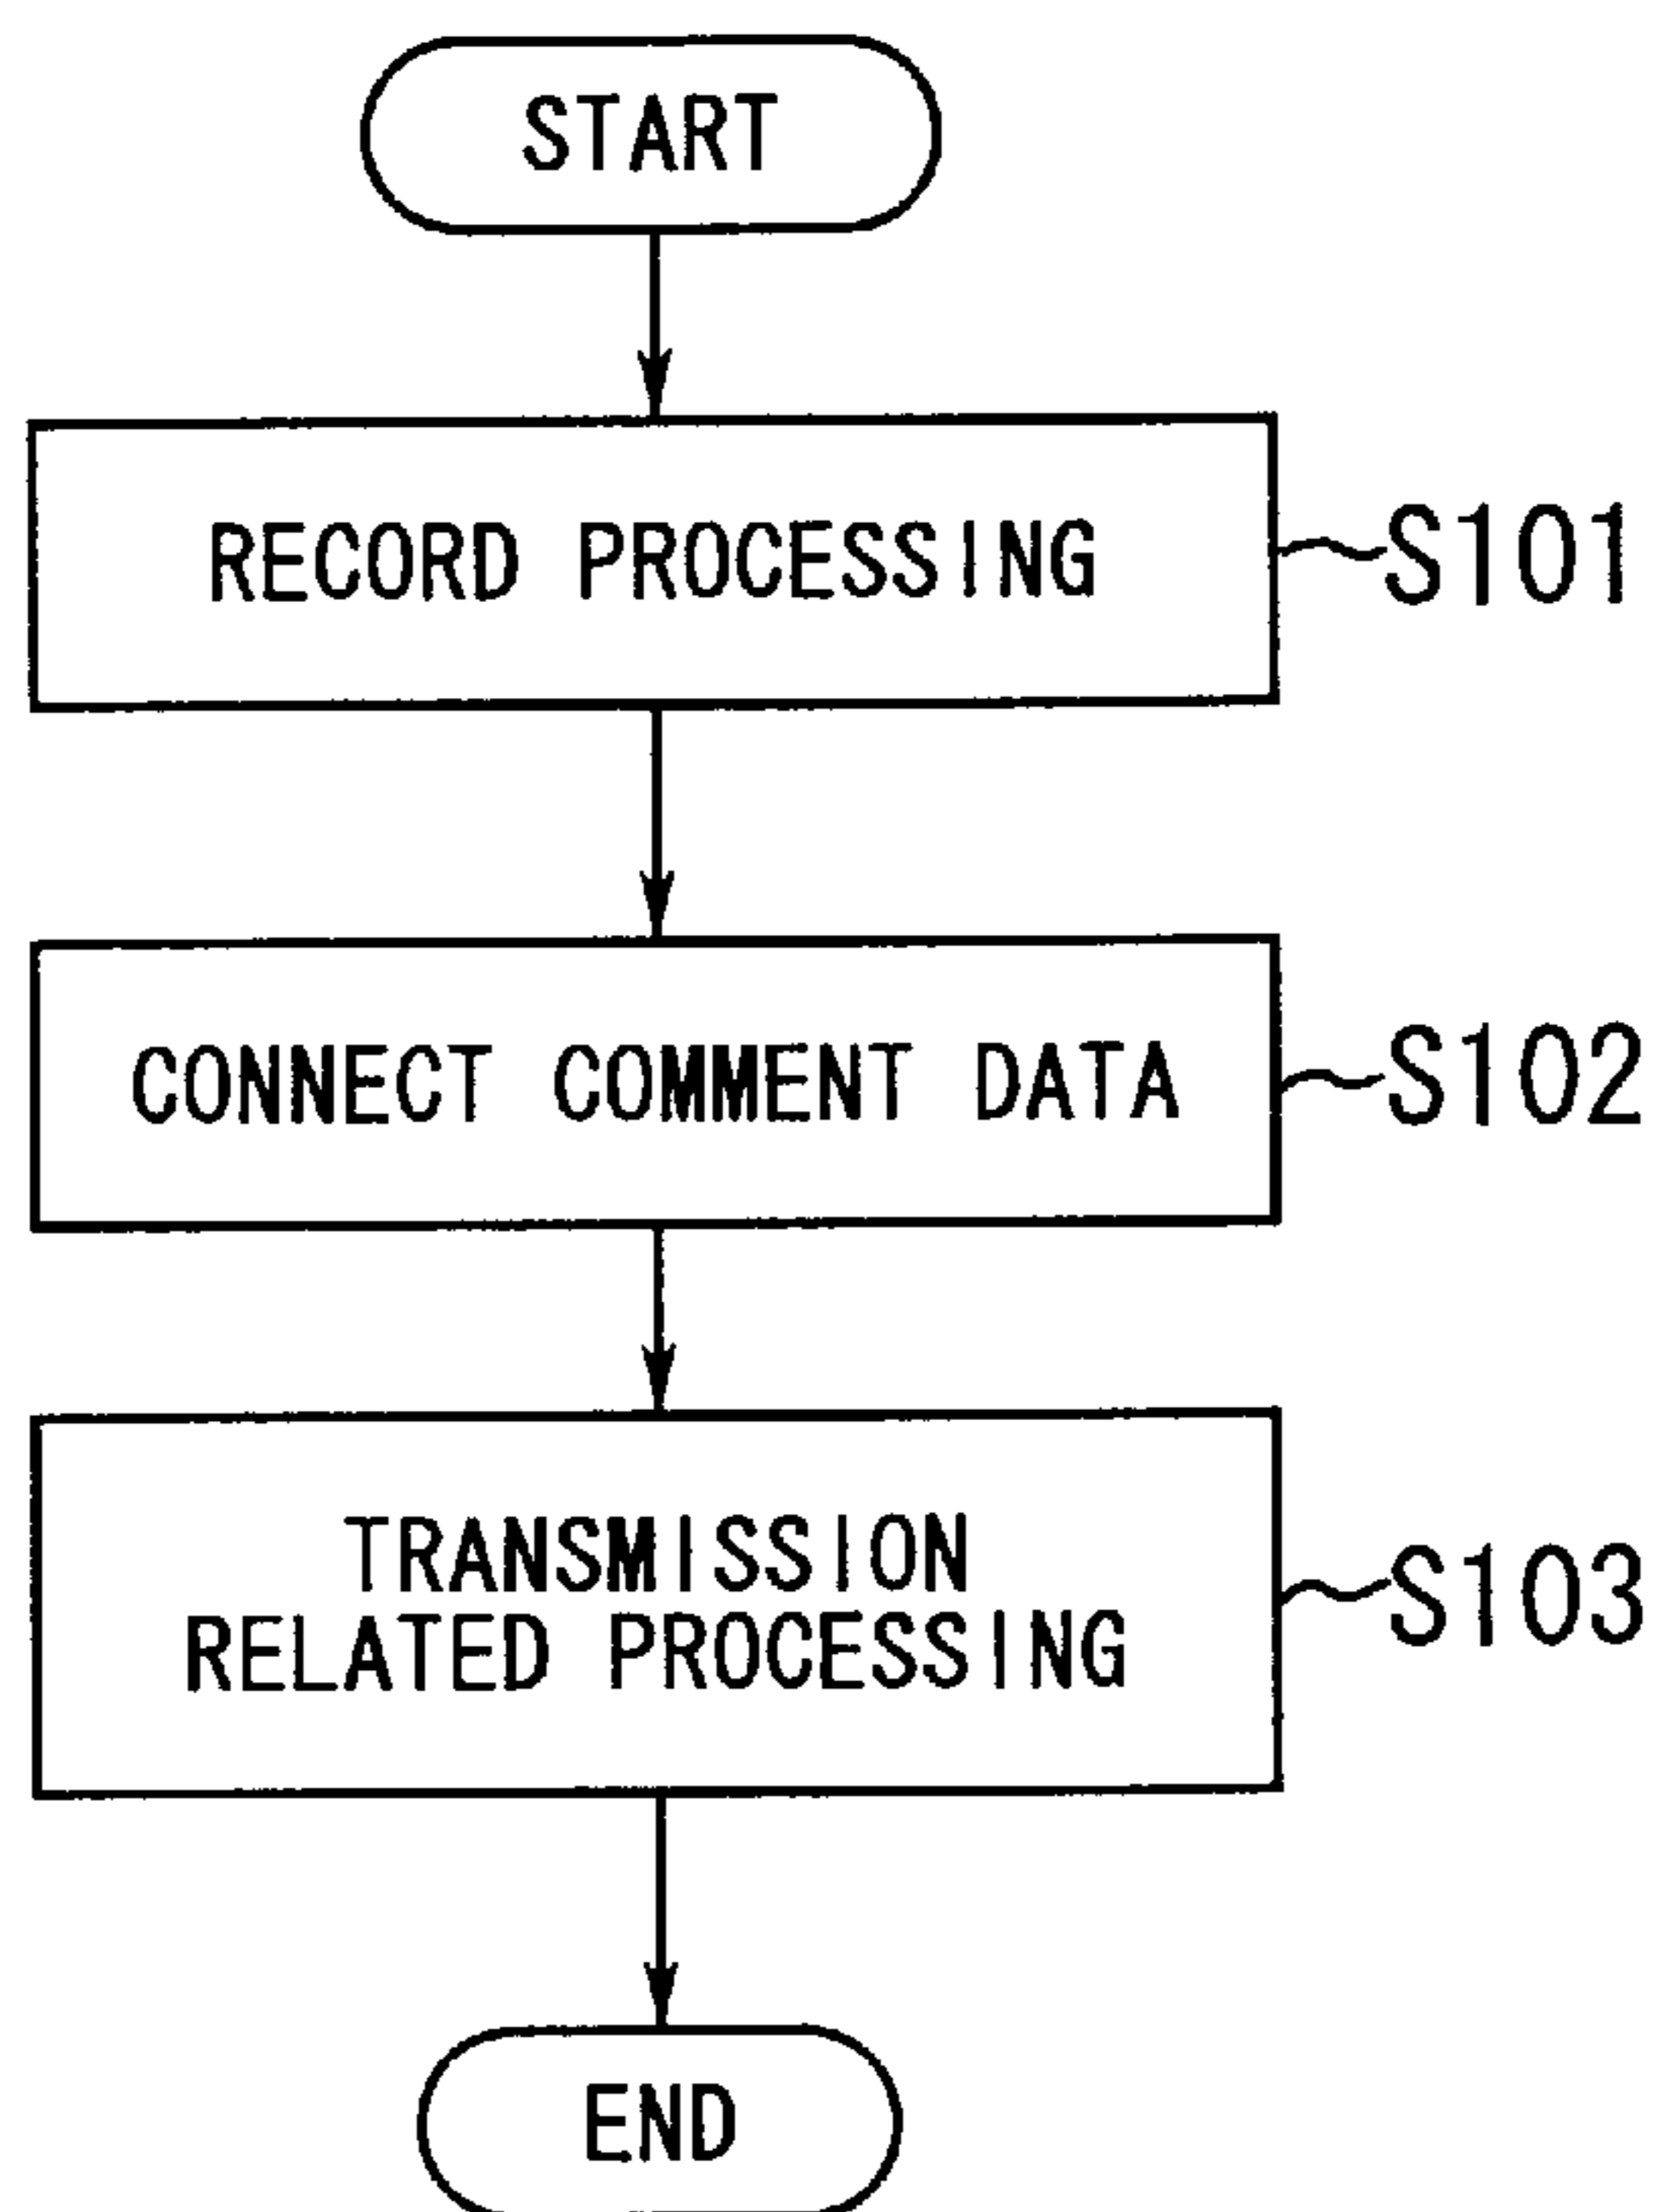 START
RECORD PROCESSING
S101
CONNECT COMMENT DATA
S102
TRANSMISSION
RELATED PROCESSING
S103
END